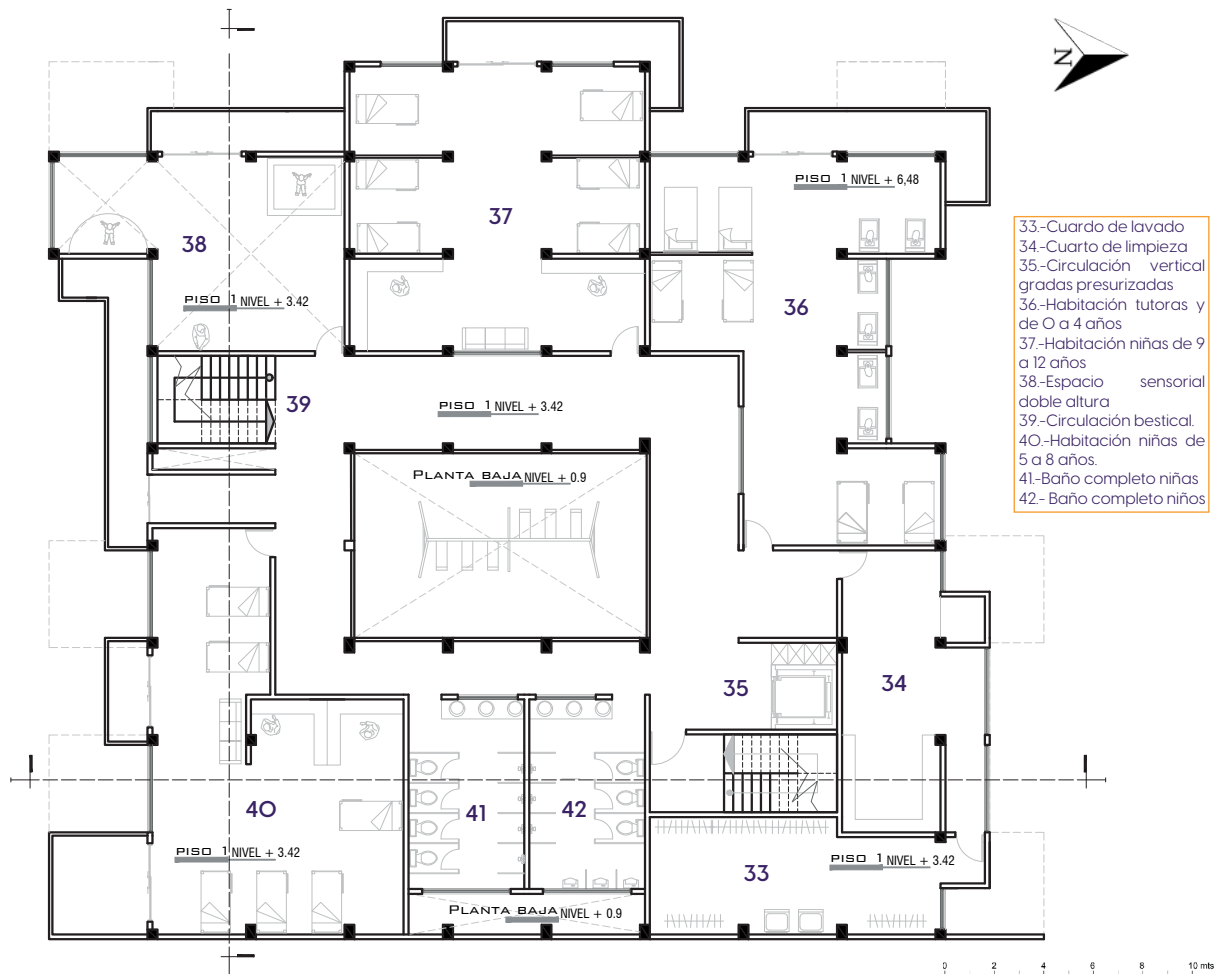 N
37
PISO 1 NIVEL + 6,48
38
33.-Cuardo de lavado
34.-Cuarto de limpieza
35.-Circulación vertical
gradas presurizadas
36.-Habitación tutoras y
de 0 a 4 años
37.-Habitación niñas de 9
a 12 años
38.-Espacio sensorial
doble altura
39.-Circulación bestical.
40.-Habitación niñas de
5 a 8 años.
41.-Baño completo niñas
42.- Baño completo niños
PISO 1 NIVEL + 3.42
36
39
PISO 1 NIVEL + 3.42
PLANTA BAJA NIVEL + 0.9
35
34
40
41
42
PISO 1 NIVEL + 3.42
33
PISO 1 NIVEL + 3.42
PLANTA BAJA NIVEL + 0.9
0 2 4 6 8 10 mts